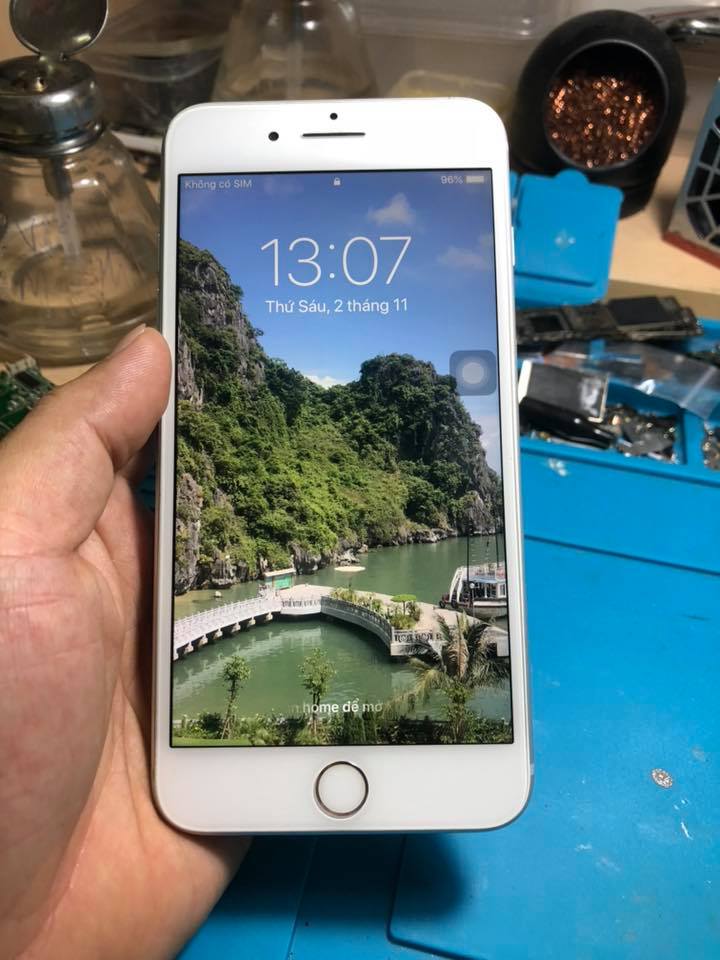 Không có SIM
96%
13:07
Thứ Sáu, 2 tháng 11
home để mở